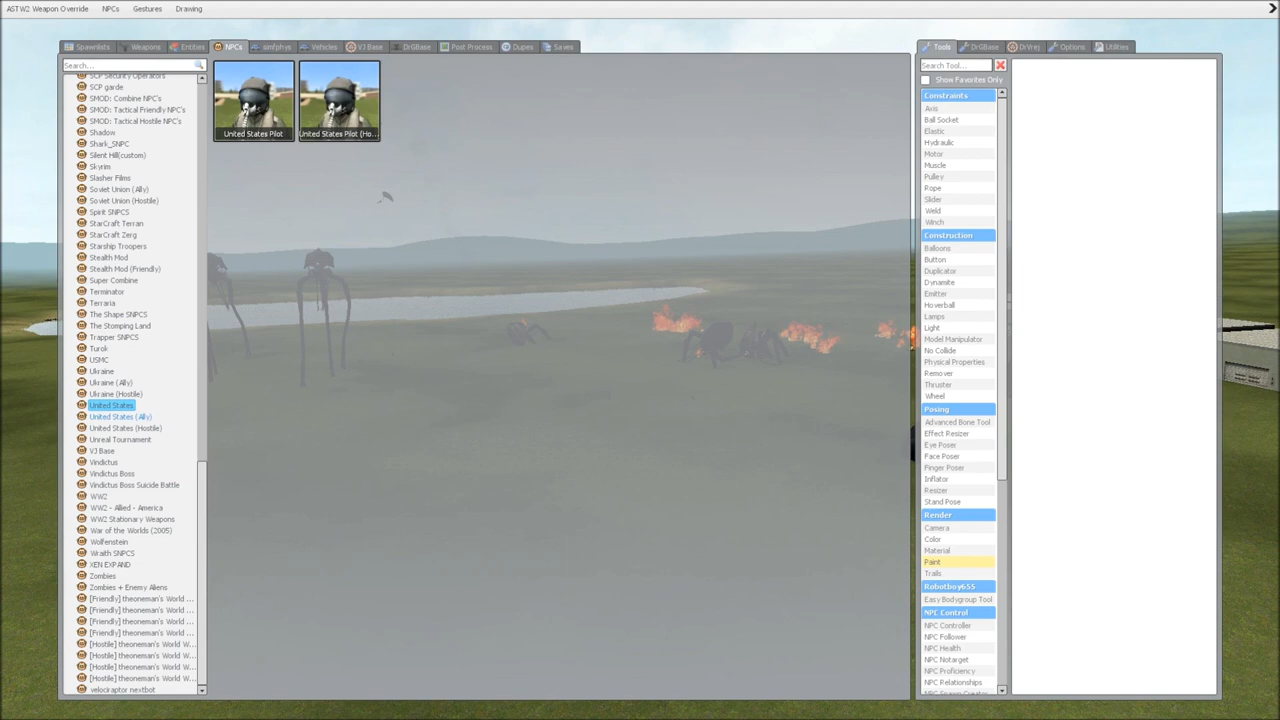 ASTW2 Weapon Override NPCs Gestures Drawing
Spawnlists Weapons Entities NPCs simfphys Vehicles VJ Base DrGBase Post Process Dupes Saves
Search...
SCP Security Operators
SCP garde
SMOD: Combine NPC's
SMOD: Tactical Friendly NPC's
SMOD: Tactical Hostile NPC's
Shadow
Shark_SNPC
Silent Hill(custom)
Skyrim
Slasher Films
Soviet Union (Ally)
Soviet Union (Hostile)
Spirit SNPCS
StarCraft Terran
StarCraft Zerg
Starship Troopers
Stealth Mod
Stealth Mod (Friendly)
Super Combine
Terminator
Terraria
The Shape SNPCS
The Stomping Land
Trapper SNPCS
Turok
USMC
Ukraine
Ukraine (Ally)
Ukraine (Hostile)
United States
United States (Ally)
United States (Hostile)
Unreal Tournament
VJ Base
Vindictus
Vindictus Boss
Vindictus Boss Suicide Battle
WW2
WW2 - Allied - America
WW2 Stationary Weapons
War of the Worlds (2005)
Wolfenstein
Wraith SNPCS
XEN EXPAND
Zombies
Zombies + Enemy Aliens
[Friendly] theoneman's World ...
[Friendly] theoneman's World ...
[Friendly] theoneman's World ...
[Friendly] theoneman's World ...
[Hostile] theoneman's World W...
[Hostile] theoneman's World W...
[Hostile] theoneman's World W...
[Hostile] theoneman's World W...
velociraptor nextbot
United States Pilot
United States Pilot (Ho...
Tools DrGBase DrVrej Options Utilities
Search Tool...
Show Favorites Only
Constraints
Axis
Ball Socket
Elastic
Hydraulic
Motor
Muscle
Pulley
Rope
Slider
Weld
Winch
Construction
Balloons
Button
Duplicator
Dynamite
Emitter
Hoverball
Lamps
Light
Model Manipulator
No Collide
Physical Properties
Remover
Thruster
Wheel
Posing
Advanced Bone Tool
Effect Resizer
Eye Poser
Face Poser
Finger Poser
Inflator
Resizer
Stand Pose
Render
Camera
Color
Material
Paint
Trails
Robotboy655
Easy Bodygroup Tool
NPC Control
NPC Controller
NPC Follower
NPC Health
NPC Notarget
NPC Proficiency
NPC Relationships
NPC Spawn Creator